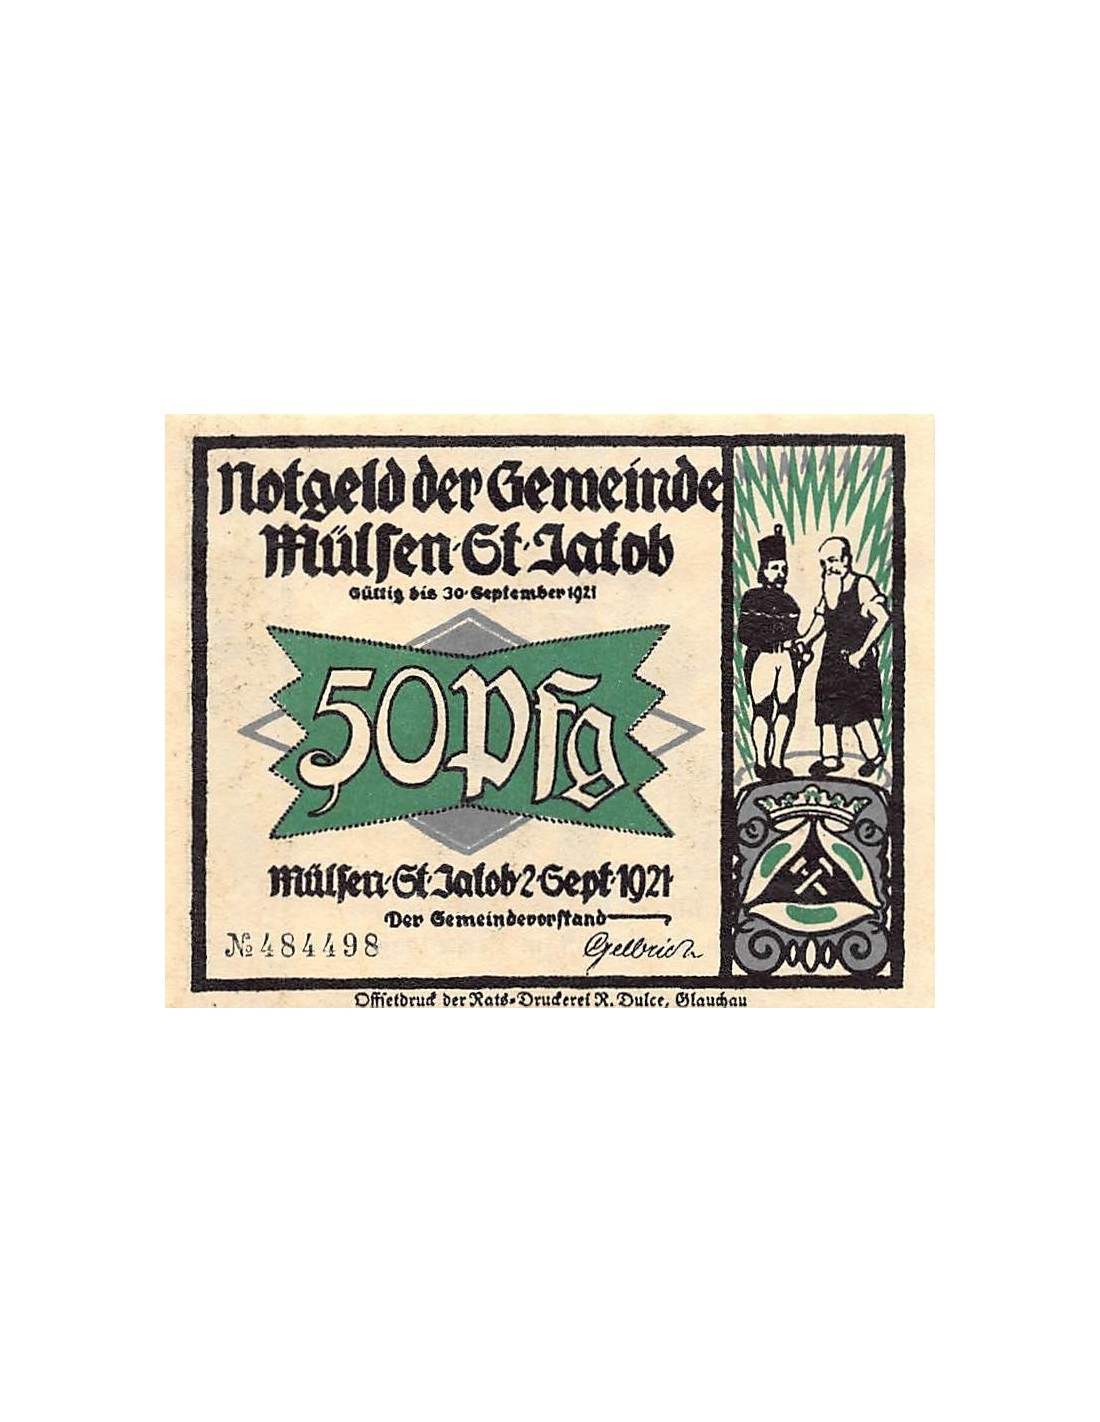 Notgeld der Gemeinde
Mülsen·St·Jakob
Gültig bis 30·September 1921
50 Pfg
Mülsen·St·Jakob 2·Sept·1921
Der Gemeindevorstand
№ 484498
Gelbrich
Offsetdruck der Rats-Druckerei R. Dulce, Glauchau